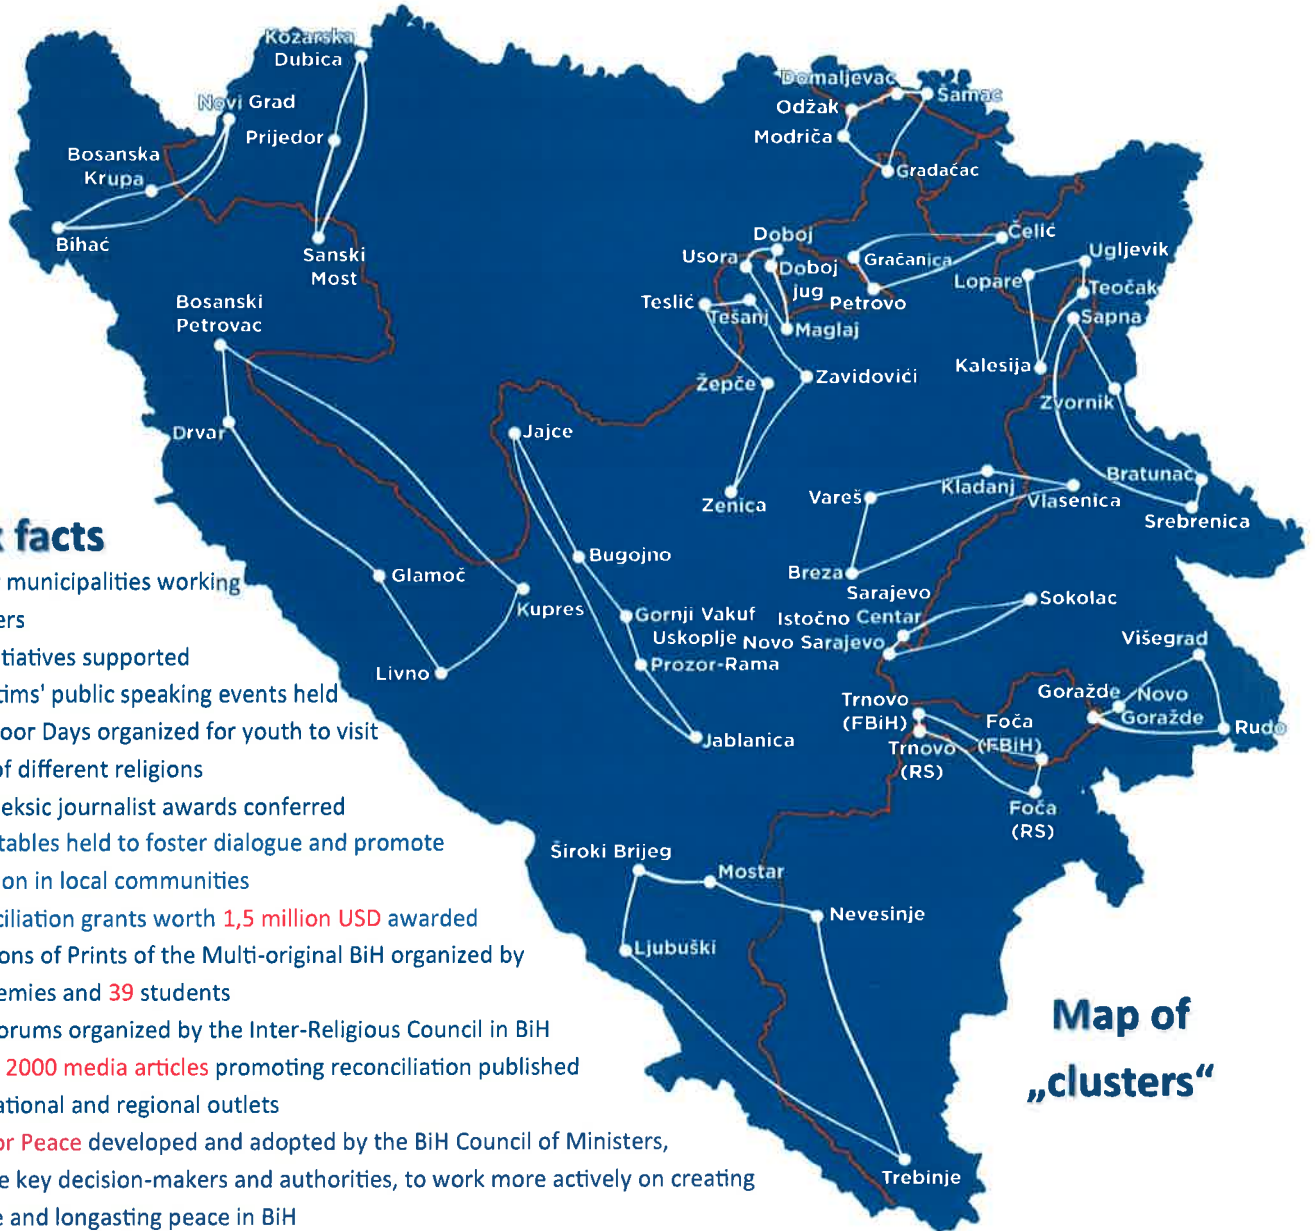 Kozarska
Dubica
Novi Grad
Prijedor
Bosanska
Krupa
Bihać
Sanski
Most
Bosanski
Petrovac
Drvar
Glamoč
Kupres
Livno
Jajce
Bugojno
Gornji Vakuf
Uskoplje
Prozor-Rama
Jablanica
Domaljevac
Šamac
Odžak
Modriča
Gradačac
Doboj
Usora
Doboj
jug
Teslić
Tešanj
Maglaj
Gračanica
Čelić
Petrovo
Lopare
Ugljevik
Teočak
Sapna
Kalesija
Žepče
Zavidovići
Zenica
Zvornik
Bratunac
Srebrenica
Vareš
Kladanj
Vlasenica
Breza
Sarajevo
Istočno Centar
Novo Sarajevo
Sokolac
Višegrad
Goražde
Novo
Goražde
Rudo
Trnovo
(FBiH)
Trnovo
(RS)
Foča
(FBiH)
Foča
(RS)
Široki Brijeg
Mostar
Nevesinje
Ljubuški
Trebinje
facts
municipalities working
ers
tiatives supported
tims' public speaking events held
oor Days organized for youth to visit
of different religions
eksic journalist awards conferred
tables held to foster dialogue and promote
on in local communities
ciliation grants worth 1,5 million USD awarded
ons of Prints of the Multi-original BiH organized by
emies and 39 students
orums organized by the Inter-Religious Council in BiH
2000 media articles promoting reconciliation published
ational and regional outlets
or Peace developed and adopted by the BiH Council of Ministers,
e key decision-makers and authorities, to work more actively on creating
e and longasting peace in BiH
Map of
„clusters“